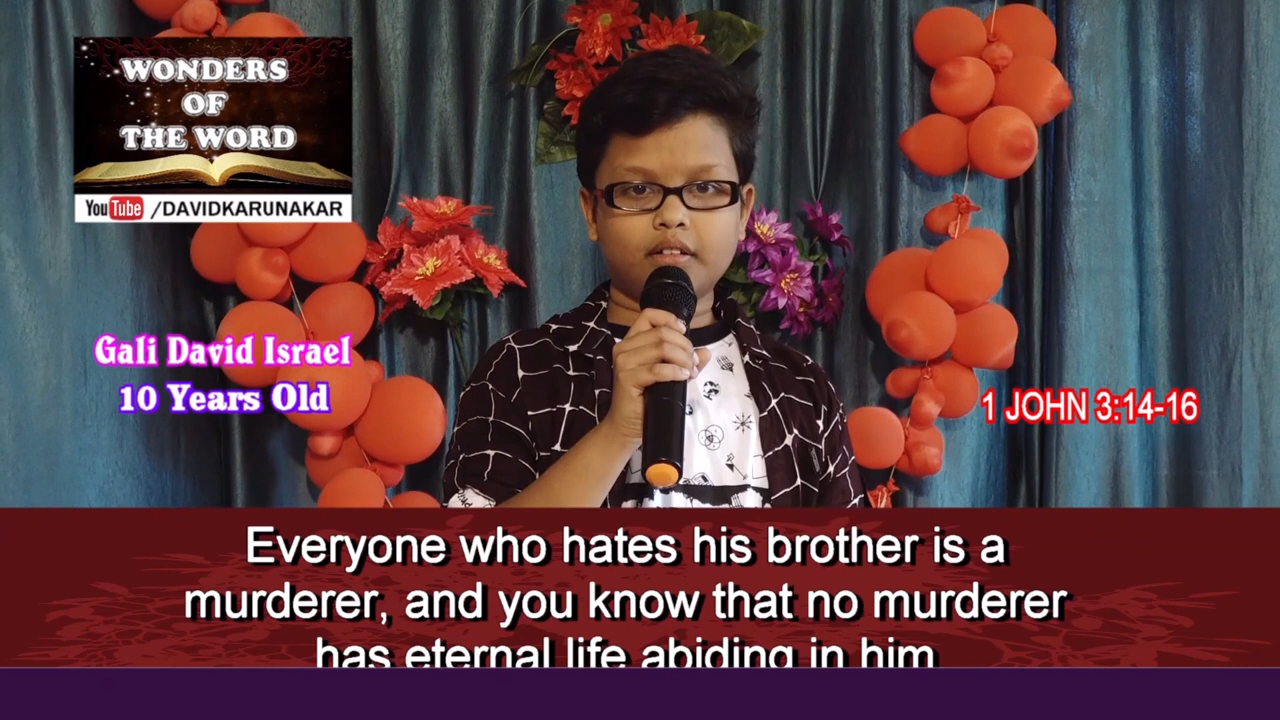 WONDERS
OF
THE WORD
YouTube /DAVIDKARUNAKAR
Gali David Israel
10 Years Old
1 JOHN 3:14-16
Everyone who hates his brother is a
murderer, and you know that no murderer
has eternal life abiding in him